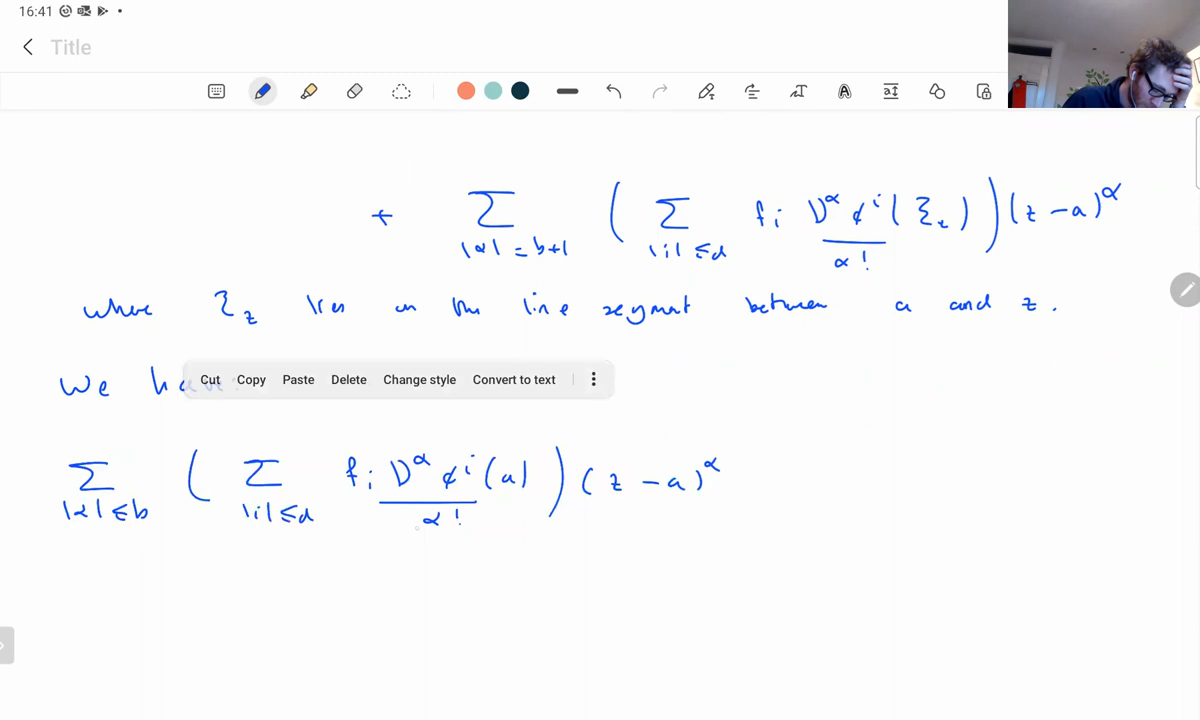 16:41
Title
+ Σ_{|α|=b+1} ( Σ_{|i|≤d} f_i D^α φ^i(ξ_z) / α! ) (z-a)^α
where ξ_z lies on the line segment between a and z.
We have
Cut Copy Paste Delete Change style Convert to text
Σ_{|α|≤b} ( Σ_{|i|≤d} f_i D^α φ^i(a) / α! ) (z-a)^α